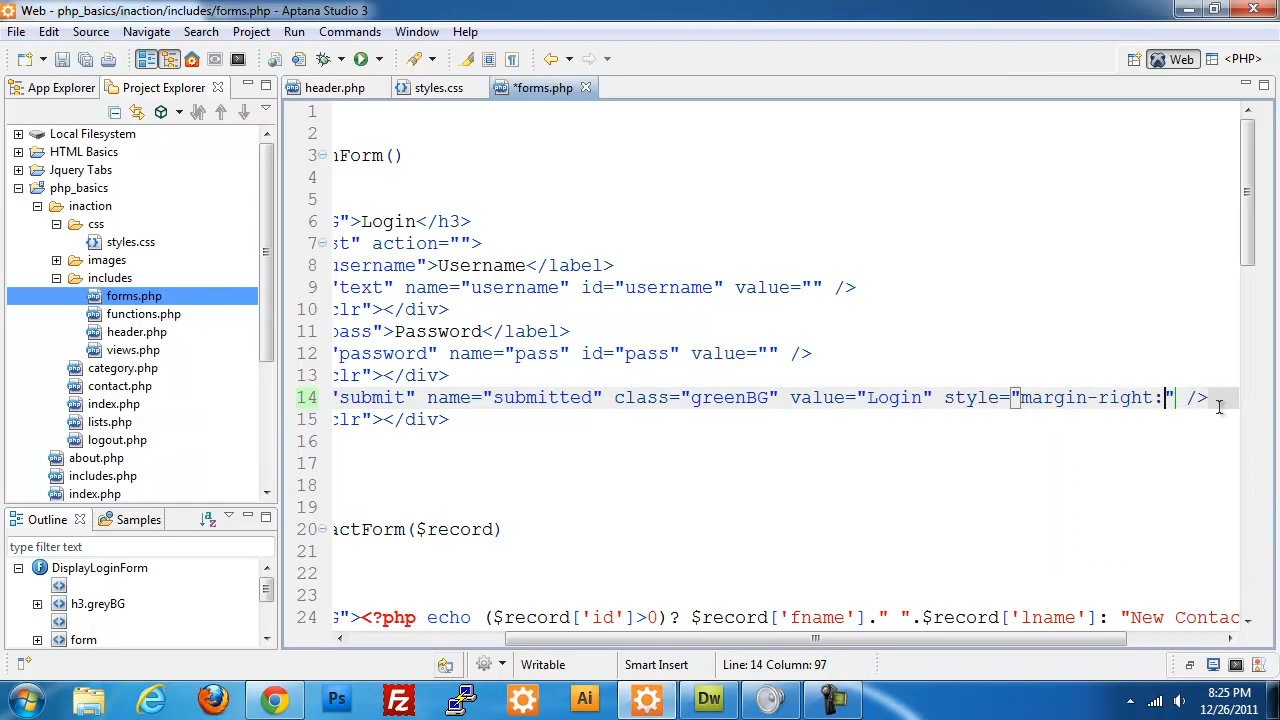 Web - php_basics/inaction/includes/forms.php - Aptana Studio 3
File Edit Source Navigate Search Project Run Commands Window Help
Web <PHP>
App Explorer Project Explorer
header.php styles.css *forms.php
Local Filesystem
HTML Basics
Jquery Tabs
php_basics
inaction
css
styles.css
images
includes
forms.php
functions.php
header.php
views.php
category.php
contact.php
index.php
lists.php
logout.php
about.php
includes.php
index.php
Outline Samples
type filter text
DisplayLoginForm
h3.greyBG
form
1
2
3 nForm()
4
5
6 G">Login</h3>
7 st" action="">
8 username">Username</label>
9 "text" name="username" id="username" value="" />
10 clr"></div>
11 pass">Password</label>
12 "password" name="pass" id="pass" value="" />
13 clr"></div>
14 "submit" name="submitted" class="greenBG" value="Login" style="margin-right:" />
15 clr"></div>
16
17
18
19
20 actForm($record)
21
22
23
24 G"><?php echo ($record['id']>0)? $record['fname']." ".$record['lname']: "New Contac
Writable Smart Insert Line: 14 Column: 97
Ps Fz Ai Dw
8:25 PM
12/26/2011